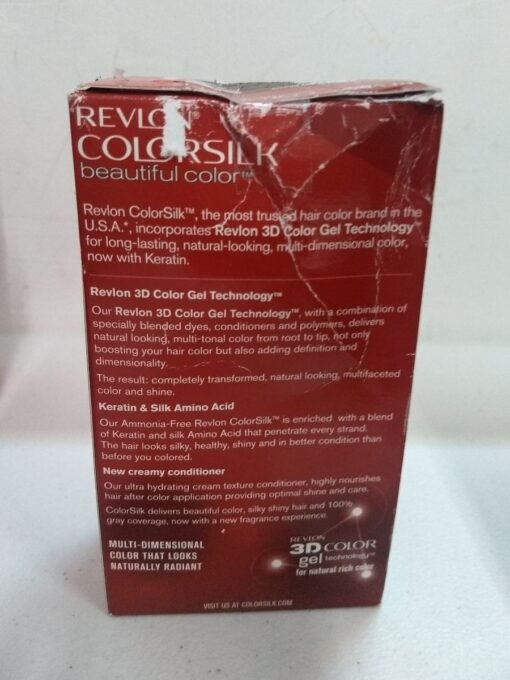 REVLON®
COLORSILK
beautiful color™
Revlon ColorSilk™, the most trusted hair color brand in the
U.S.A.*, incorporates Revlon 3D Color Gel Technology
for long-lasting, natural-looking, multi-dimensional color,
now with Keratin.
Revlon 3D Color Gel Technology™
Our Revlon 3D Color Gel Technology™, with a combination of
specially blended dyes, conditioners and polymers, delivers
natural looking, multi-tonal color from root to tip, not only
boosting your hair color but also adding definition and
dimensionality.
The result: completely transformed, natural looking, multifaceted
color and shine.
Keratin & Silk Amino Acid
Our Ammonia-Free Revlon ColorSilk™ is enriched with a blend
of Keratin and silk Amino Acid that penetrate every strand.
The hair looks silky, healthy, shiny and in better condition than
before you colored.
New creamy conditioner
Our ultra hydrating cream texture conditioner, highly nourishes
hair after color application providing optimal shine and care.
ColorSilk delivers beautiful color, silky shiny hair and 100%
gray coverage, now with a new fragrance experience.
MULTI-DIMENSIONAL
COLOR THAT LOOKS
NATURALLY RADIANT
REVLON
3D COLOR
gel technology™
for natural rich color
VISIT US AT COLORSILK.COM